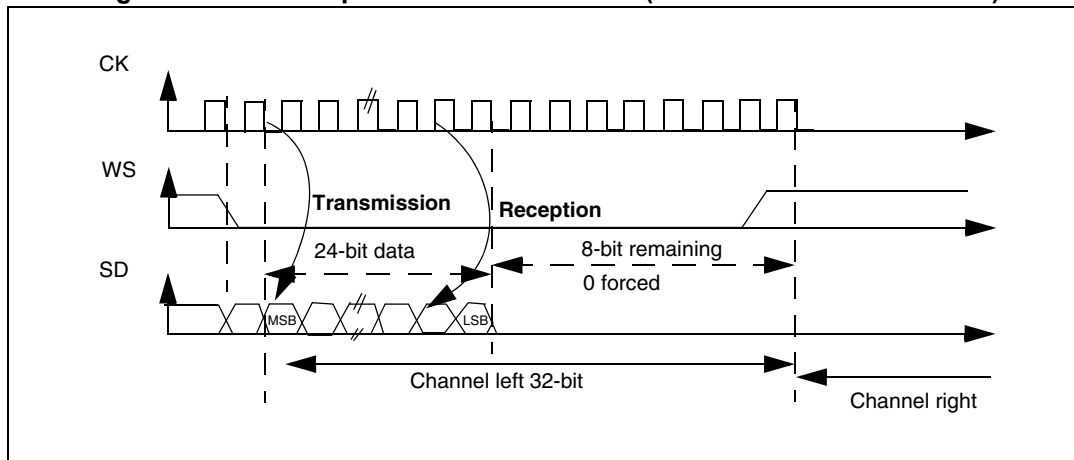 CK
WS
Transmission
Reception
24-bit data
8-bit remaining
0 forced
SD
MSB
LSB
Channel left 32-bit
Channel right